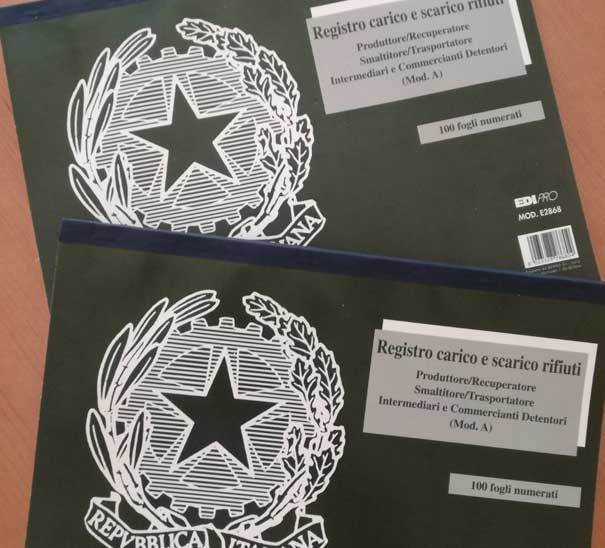 Registro carico e scarico rifiuti
Produttore/Recuperatore
Smaltitore/Trasportatore
Intermediari e Commercianti Detentori
(Mod. A)
100 fogli numerati
EDIPRO
MOD. E2868
Registro carico e scarico rifiuti
Produttore/Recuperatore
Smaltitore/Trasportatore
Intermediari e Commercianti Detentori
(Mod. A)
100 fogli numerati
REPVBBLICA ITALIANA